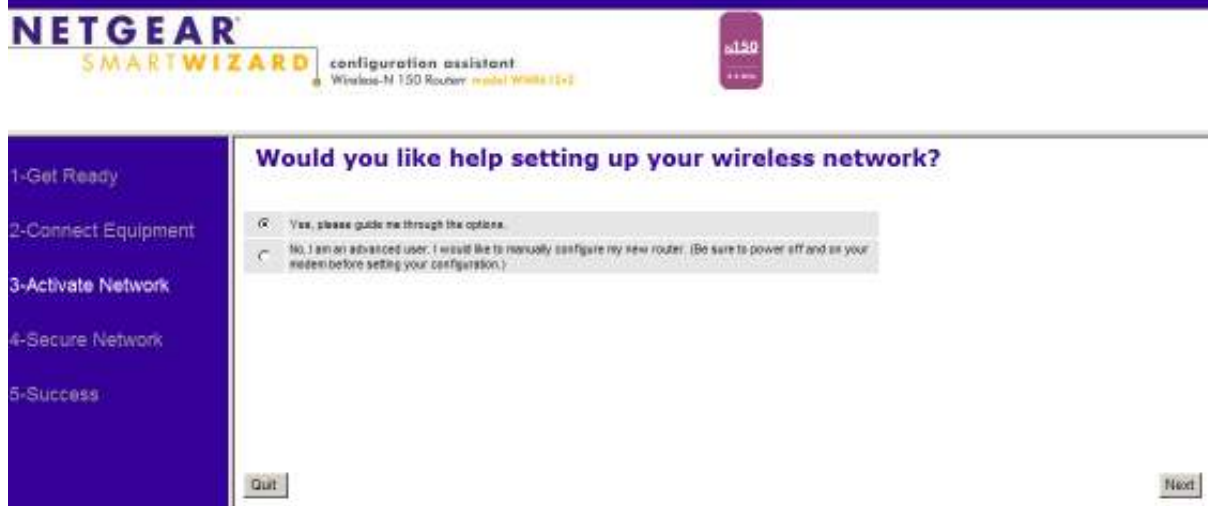 NETGEAR
SMARTWIZARD
configuration assistant
Wireless-N 150 Router model
N150
Would you like help setting up your wireless network?
1-Get Ready
2-Connect Equipment
3-Activate Network
4-Secure Network
5-Success
Yes, please guide me through the options.
No, I am an advanced user, I would like to manually configure my new router. (Be sure to power off and on your
modem before setting your configuration.)
Quit
Next